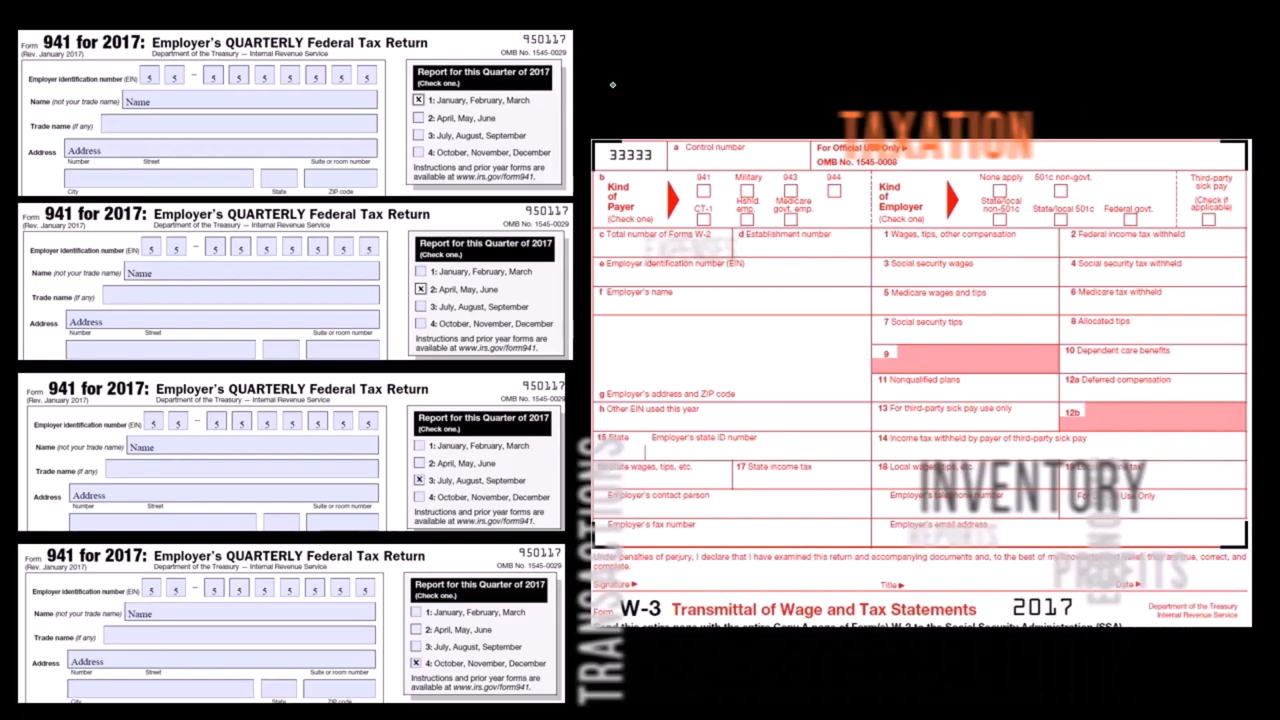 Form 941 for 2017: Employer's QUARTERLY Federal Tax Return 950117
(Rev. January 2017) Department of the Treasury — Internal Revenue Service OMB No. 1545-0029
Employer identification number (EIN) 5 5 – 5 5 5 5 5 5 5
Name (not your trade name) Name
Trade name (if any)
Address Address
Number Street Suite or room number
City State ZIP code
Report for this Quarter of 2017
(Check one.)
X 1: January, February, March
2: April, May, June
3: July, August, September
4: October, November, December
Instructions and prior year forms are
available at www.irs.gov/form941.
Form 941 for 2017: Employer's QUARTERLY Federal Tax Return 950117
(Rev. January 2017) Department of the Treasury — Internal Revenue Service OMB No. 1545-0029
Employer identification number (EIN) 5 5 – 5 5 5 5 5 5 5
Name (not your trade name) Name
Trade name (if any)
Address Address
Number Street Suite or room number
Report for this Quarter of 2017
(Check one.)
1: January, February, March
X 2: April, May, June
3: July, August, September
4: October, November, December
Instructions and prior year forms are
available at www.irs.gov/form941.
Form 941 for 2017: Employer's QUARTERLY Federal Tax Return 950117
(Rev. January 2017) Department of the Treasury — Internal Revenue Service OMB No. 1545-0029
Employer identification number (EIN) 5 5 – 5 5 5 5 5 5 5
Name (not your trade name) Name
Trade name (if any)
Address Address
Number Street Suite or room number
Report for this Quarter of 2017
(Check one.)
1: January, February, March
2: April, May, June
X 3: July, August, September
4: October, November, December
Instructions and prior year forms are
available at www.irs.gov/form941.
Form 941 for 2017: Employer's QUARTERLY Federal Tax Return 950117
(Rev. January 2017) Department of the Treasury — Internal Revenue Service OMB No. 1545-0029
Employer identification number (EIN) 5 5 – 5 5 5 5 5 5 5
Name (not your trade name) Name
Trade name (if any)
Address Address
Number Street Suite or room number
City State ZIP code
Report for this Quarter of 2017
(Check one.)
1: January, February, March
2: April, May, June
3: July, August, September
X 4: October, November, December
Instructions and prior year forms are
available at www.irs.gov/form941.
TAXATION
33333 a Control number For Official Use Only ►
OMB No. 1545-0008
b Kind of Payer (Check one)
941 Military 943 944
CT-1 Hshld. emp. Medicare govt. emp.
Kind of Employer (Check one)
None apply 501c non-govt.
State/local non-501c State/local 501c Federal govt.
Third-party sick pay (Check if applicable)
c Total number of Forms W-2 d Establishment number 1 Wages, tips, other compensation 2 Federal income tax withheld
e Employer identification number (EIN) 3 Social security wages 4 Social security tax withheld
f Employer's name 5 Medicare wages and tips 6 Medicare tax withheld
7 Social security tips 8 Allocated tips
9 10 Dependent care benefits
11 Nonqualified plans 12a Deferred compensation
g Employer's address and ZIP code
h Other EIN used this year 13 For third-party sick pay use only 12b
15 State Employer's state ID number 14 Income tax withheld by payer of third-party sick pay
wages, tips, etc. 17 State income tax 18 Local tax
INVENTORY
Employer's contact person Employer's telephone number Use Only
Employer's fax number Employer's email address
PROFITS
TRANSACTIONS
Under penalties of perjury, I declare that I have examined this return and accompanying documents and, to the best of correct, and
complete.
Signature ► Title ► Date ►
Form W-3 Transmittal of Wage and Tax Statements 2017 Department of the Treasury
Internal Revenue Service